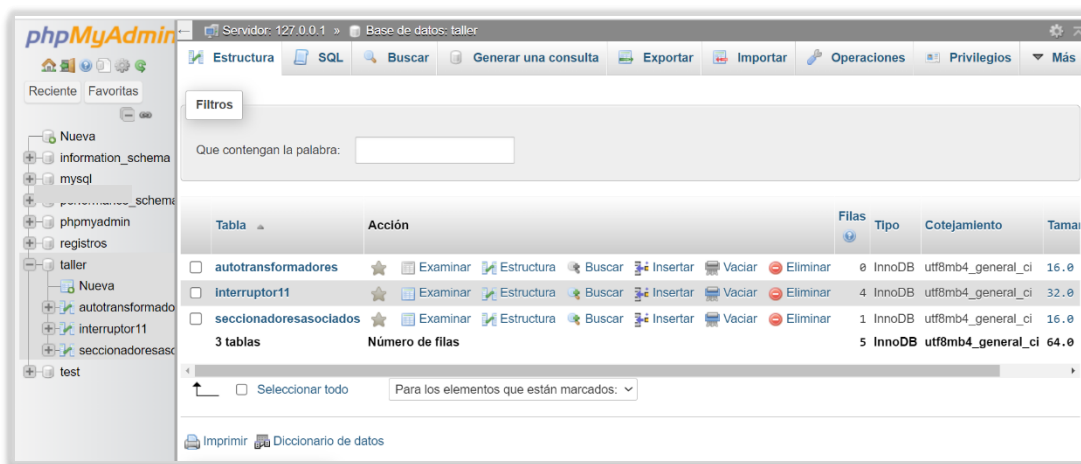 phpMyAdmin
Reciente Favoritas
Nueva
information_schema
mysql
schema
phpmyadmin
registros
taller
Nueva
autotransformado
interruptor11
seccionadoresaso
test
Servidor: 127.0.0.1 » Base de datos: taller
Estructura SQL Buscar Generar una consulta Exportar Importar Operaciones Privilegios Más
Filtros
Que contengan la palabra:
Tabla Acción Filas Tipo Cotejamiento Tamañ
autotransformadores Examinar Estructura Buscar Insertar Vaciar Eliminar 0 InnoDB utf8mb4_general_ci 16.0
interruptor11 Examinar Estructura Buscar Insertar Vaciar Eliminar 4 InnoDB utf8mb4_general_ci 32.0
seccionadoresasociados Examinar Estructura Buscar Insertar Vaciar Eliminar 1 InnoDB utf8mb4_general_ci 16.0
3 tablas Número de filas 5 InnoDB utf8mb4_general_ci 64.0
Seleccionar todo Para los elementos que están marcados:
Imprimir Diccionario de datos